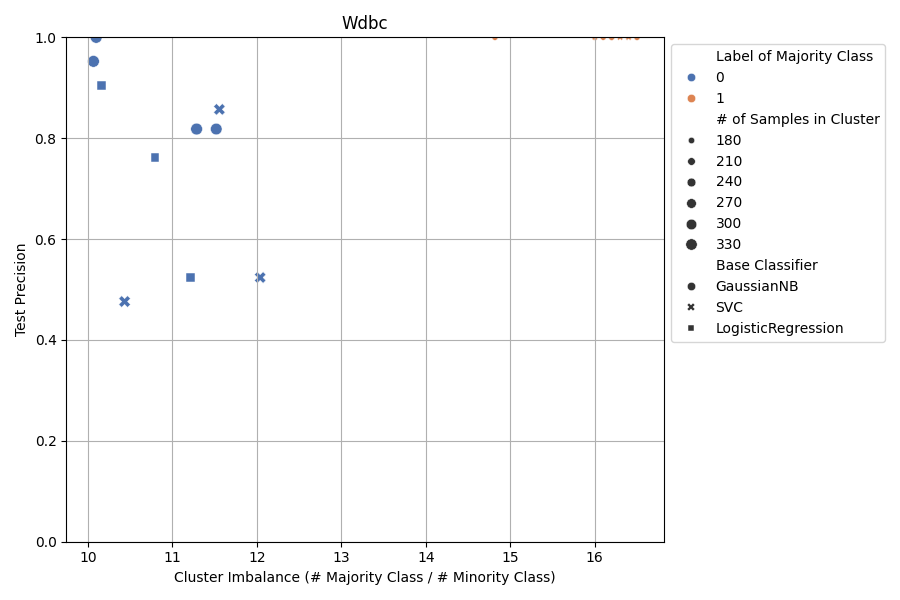 Wdbc
1.0
0.8
0.6
0.4
0.2
0.0
Test Precision
10 11 12 13 14 15 16
Cluster Imbalance (# Majority Class / # Minority Class)
Label of Majority Class
0
1
# of Samples in Cluster
180
210
240
270
300
330
Base Classifier
GaussianNB
SVC
LogisticRegression